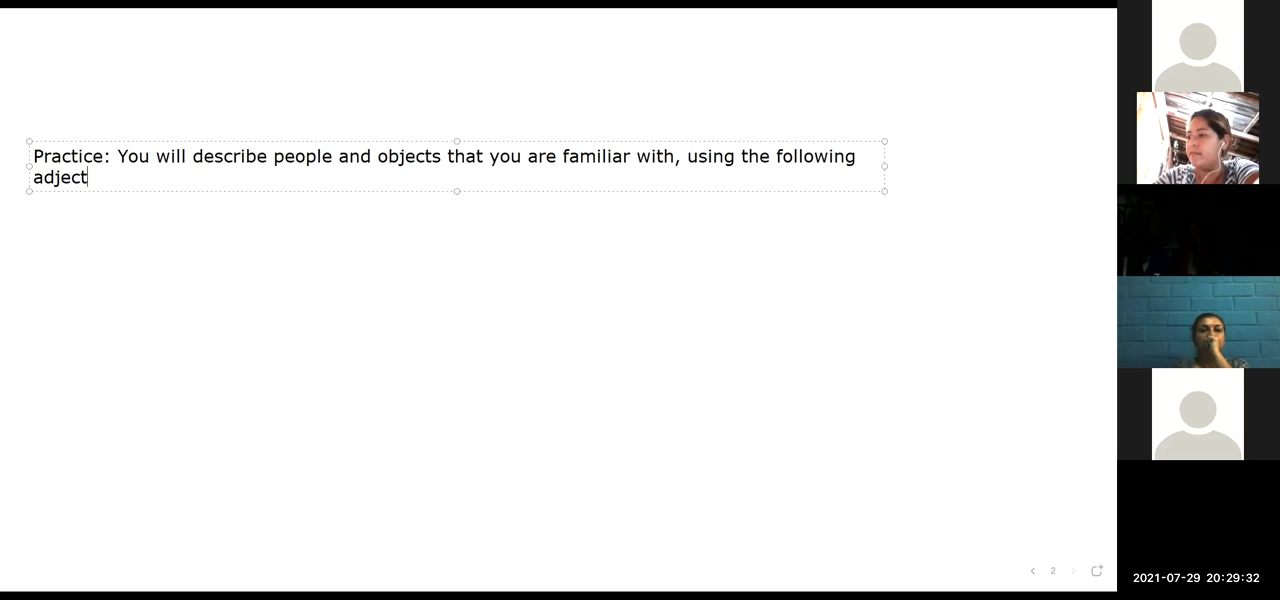 Practice: You will describe people and objects that you are familiar with, using the following
adject
2
2021-07-29 20:29:32